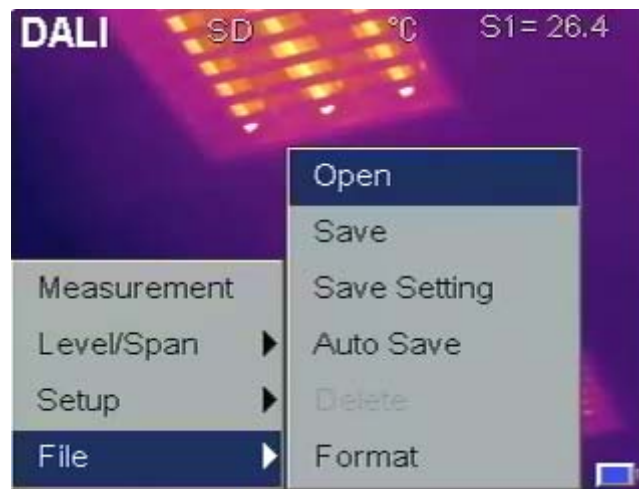 DALI SD °C S1= 26.4
Open
Save
Save Setting
Auto Save
Delete
Format
Measurement
Level/Span
Setup
File